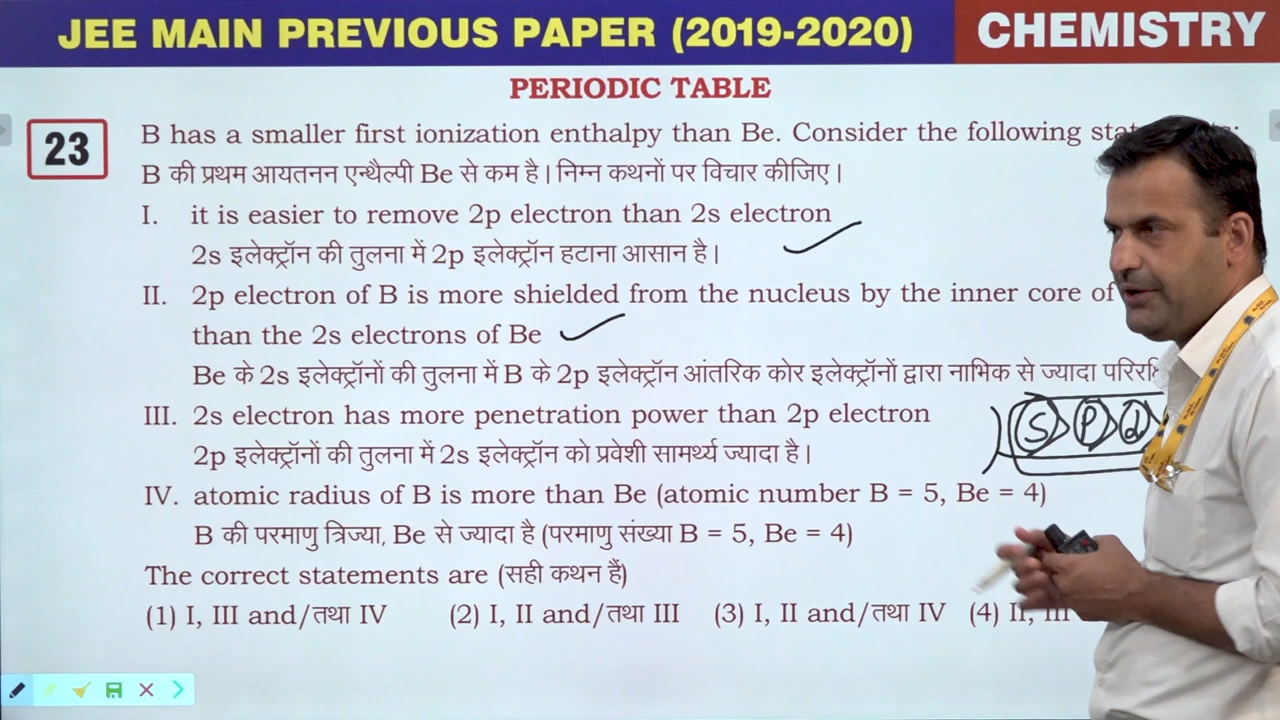 JEE MAIN PREVIOUS PAPER (2019-2020)
CHEMISTRY
PERIODIC TABLE
23
B has a smaller first ionization enthalpy than Be. Consider the following
B की प्रथम आयतनन एन्थैल्पी Be से कम है। निम्न कथनों पर विचार कीजिए।
I. it is easier to remove 2p electron than 2s electron
2s इलेक्ट्रॉन की तुलना में 2p इलेक्ट्रॉन हटाना आसान है।
II. 2p electron of B is more shielded from the nucleus by the inner core of
than the 2s electrons of Be
Be के 2s इलेक्ट्रॉनों की तुलना में B के 2p इलेक्ट्रॉन आंतरिक कोर इलेक्ट्रॉनों द्वारा नाभिक से ज्यादा
III. 2s electron has more penetration power than 2p electron
S > P > d
2p इलेक्ट्रॉनों की तुलना में 2s इलेक्ट्रॉन को प्रवेशी सामर्थ्य ज्यादा है।
IV. atomic radius of B is more than Be (atomic number B = 5, Be = 4)
B की परमाणु त्रिज्या, Be से ज्यादा है (परमाणु संख्या B = 5, Be = 4)
The correct statements are (सही कथन हैं)
(1) I, III and/तथा IV (2) I, II and/तथा III (3) I, II and/तथा IV (4) II, III